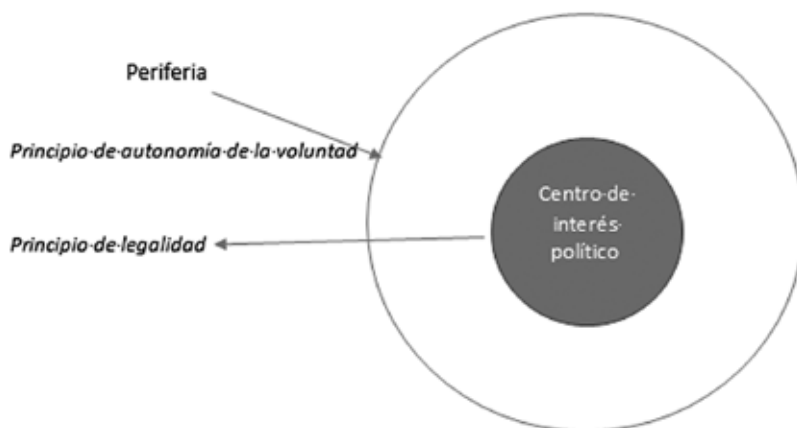 Periferia
Principio·de·autonomía·de·la·voluntad
Principio·de·legalidad
Centro·de·
interés·
político